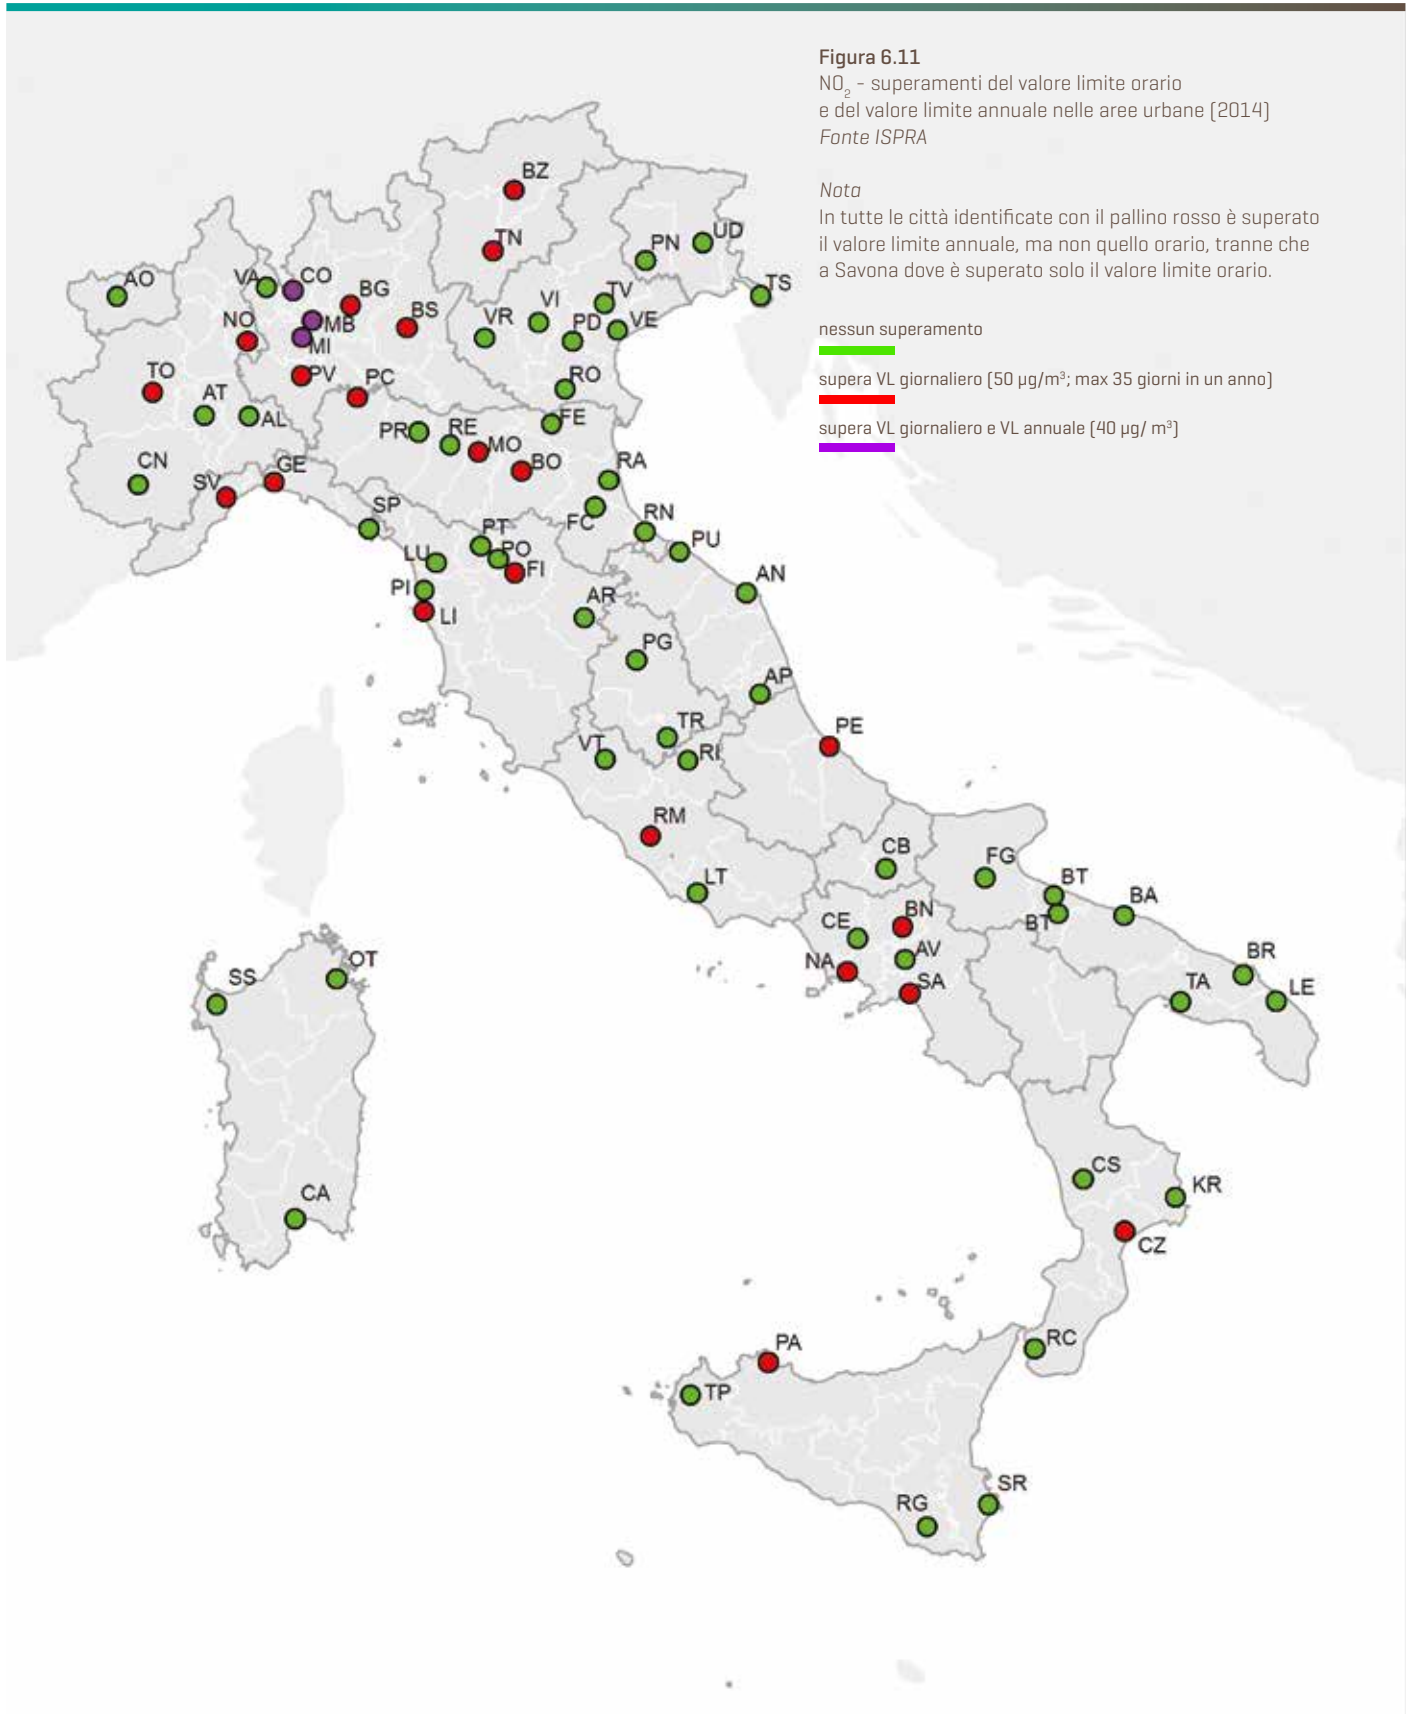 Figura 6.11
NO₂ - superamenti del valore limite orario
e del valore limite annuale nelle aree urbane (2014)
Fonte ISPRA
Nota
In tutte le città identificate con il pallino rosso è superato
il valore limite annuale, ma non quello orario, tranne che
a Savona dove è superato solo il valore limite orario.
nessun superamento
supera VL giornaliero (50 µg/m³; max 35 giorni in un anno)
supera VL giornaliero e VL annuale (40 µg/ m³)
BZ
TN
PN
UD
TS
AO
VA
CO
BG
BS
VR
VI
TV
PD
VE
NO
MB
MI
TO
PV
PC
RO
AT
AL
PR
RE
MO
FE
BO
CN
SV
GE
RA
SP
FC
RN
PT
PO
PU
LU
FI
PI
LI
AR
AN
PG
AP
TR
VT
RI
PE
RM
LT
CB
FG
BT
BT
BA
CE
BN
AV
NA
SA
BR
TA
LE
SS
OT
CA
CS
KR
CZ
RC
PA
TP
SR
RG